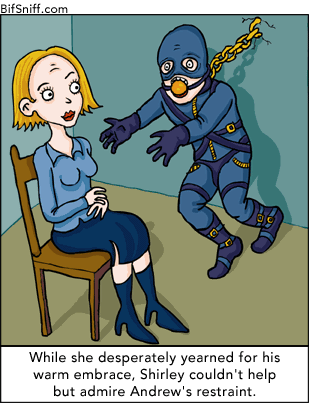 BifSniff.com
While she desperately yearned for his
warm embrace, Shirley couldn't help
but admire Andrew's restraint.